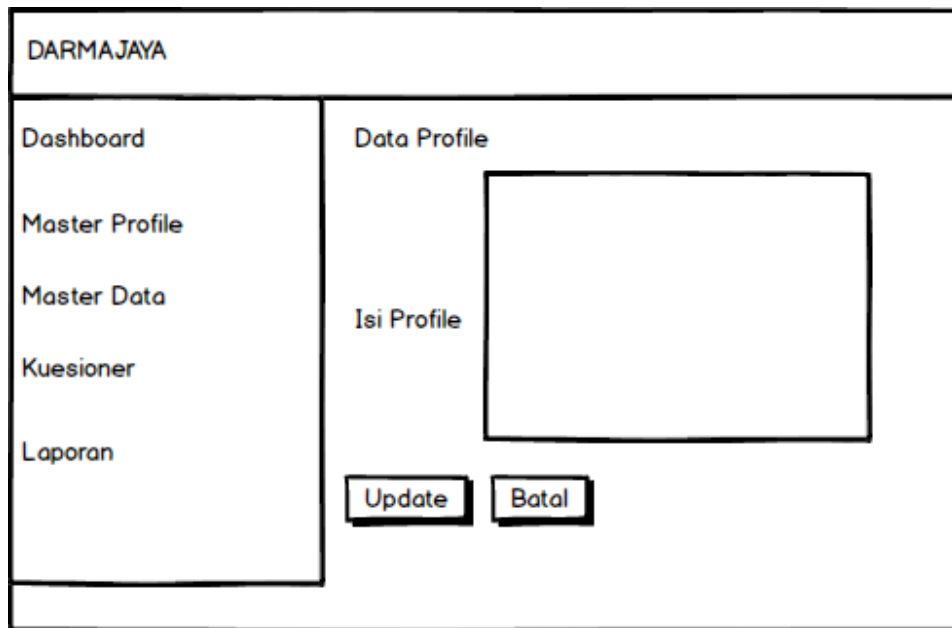 DARMAJAYA
Dashboard
Master Profile
Master Data
Kuesioner
Laporan
Data Profile
Isi Profile
Update
Batal